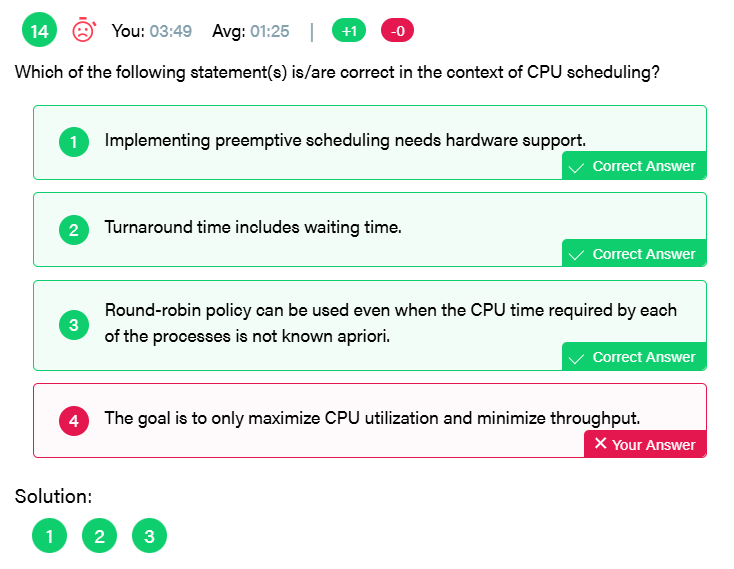 14 You: 03:49 Avg: 01:25 | +1 -0
Which of the following statement(s) is/are correct in the context of CPU scheduling?
1 Implementing preemptive scheduling needs hardware support.
Correct Answer
2 Turnaround time includes waiting time.
Correct Answer
3 Round-robin policy can be used even when the CPU time required by each
of the processes is not known apriori.
Correct Answer
4 The goal is to only maximize CPU utilization and minimize throughput.
Your Answer
Solution:
1 2 3